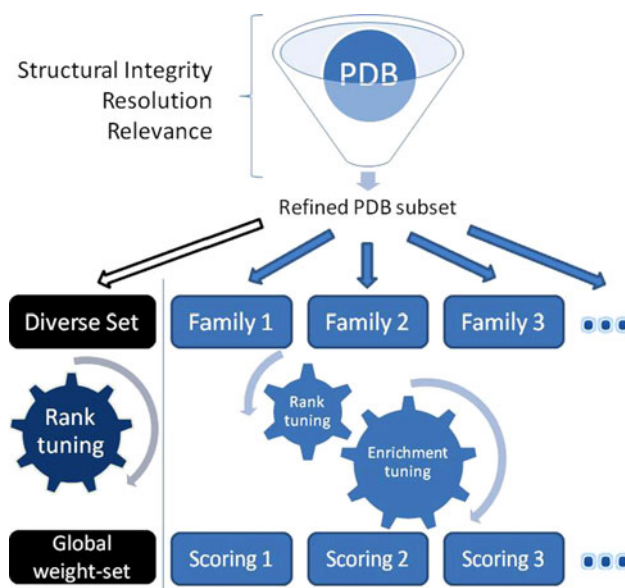 Structural Integrity
Resolution
Relevance
PDB
Refined PDB subset
Diverse Set
Family 1
Family 2
Family 3
Rank
tuning
Rank
tuning
Enrichment
tuning
Global
weight-set
Scoring 1
Scoring 2
Scoring 3